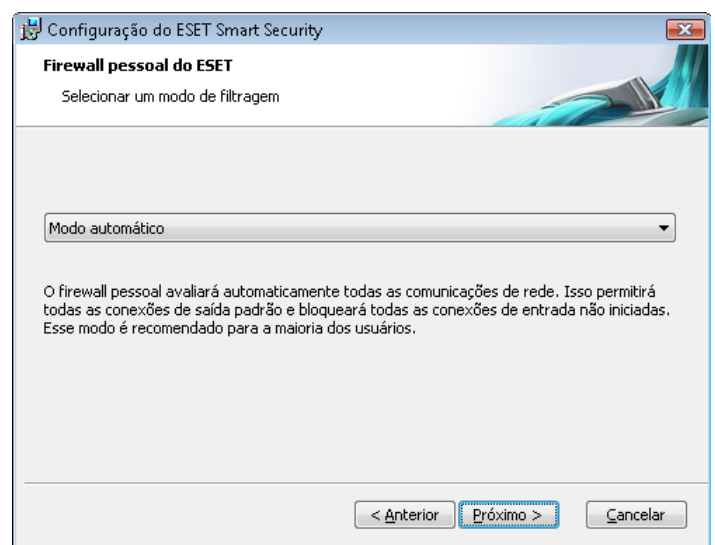 Configuração do ESET Smart Security
Firewall pessoal do ESET
Selecionar um modo de filtragem
Modo automático
O firewall pessoal avaliará automaticamente todas as comunicações de rede. Isso permitirá
todas as conexões de saída padrão e bloqueará todas as conexões de entrada não iniciadas.
Esse modo é recomendado para a maioria dos usuários.
< Anterior
Próximo >
Cancelar